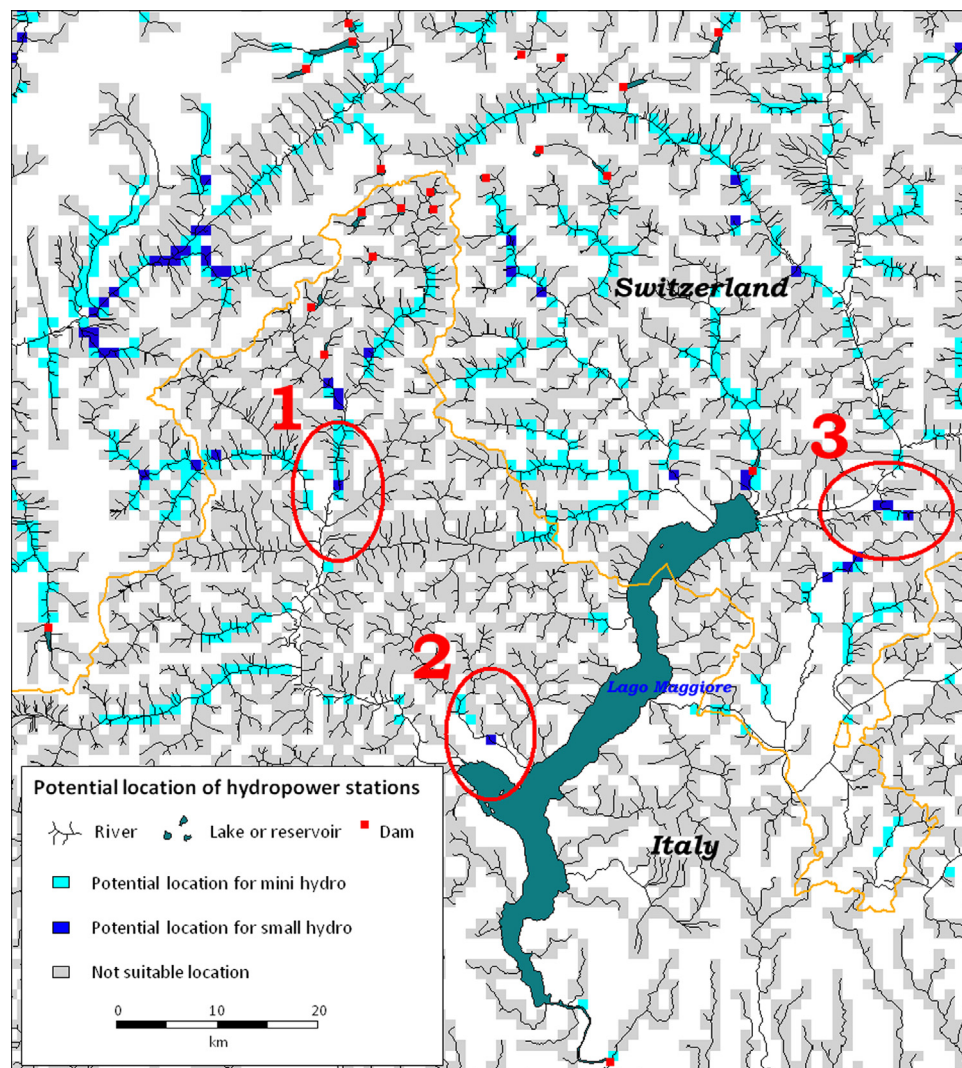 Switzerland
1
3
2
Lago Maggiore
Italy
Potential location of hydropower stations
River
Lake or reservoir
Dam
Potential location for mini hydro
Potential location for small hydro
Not suitable location
0 10 20
km